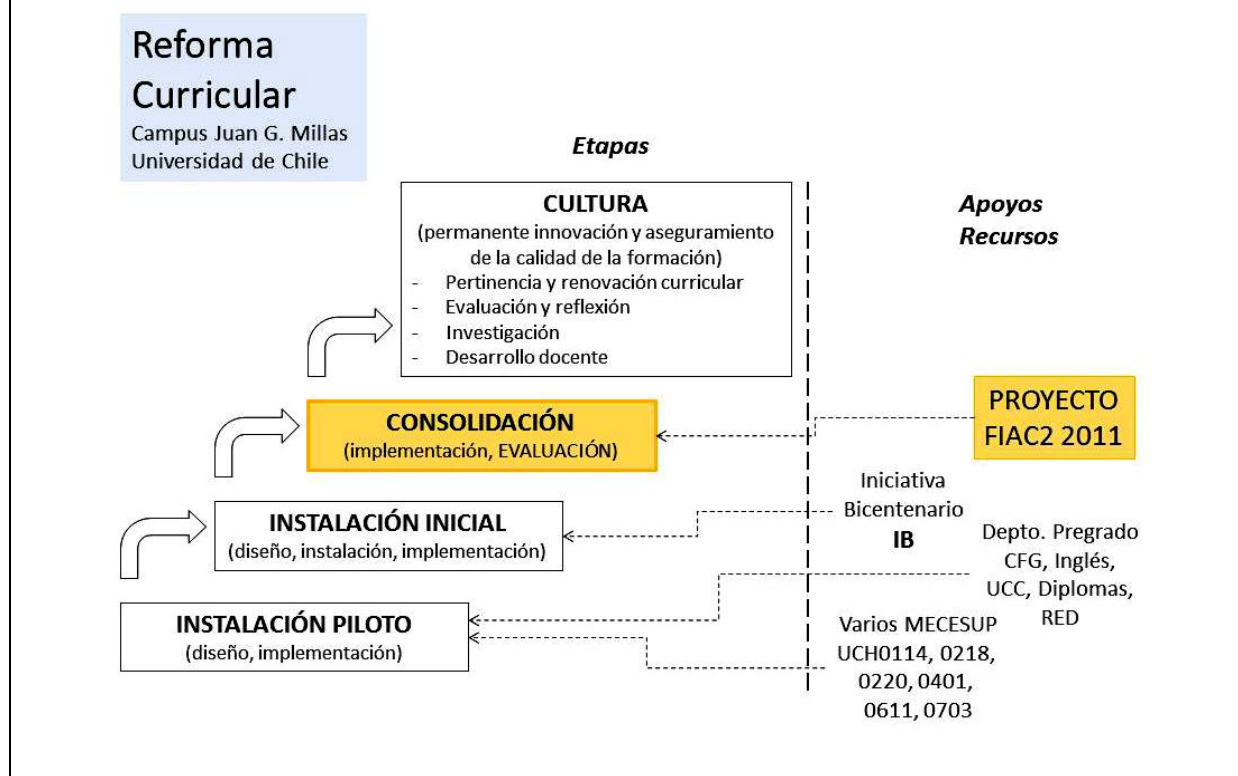 Reforma
Curricular
Campus Juan G. Millas
Universidad de Chile
Etapas
Apoyos
Recursos
CULTURA
(permanente innovación y aseguramiento
de la calidad de la formación)
- Pertinencia y renovación curricular
- Evaluación y reflexión
- Investigación
- Desarrollo docente
CONSOLIDACIÓN
(implementación, EVALUACIÓN)
PROYECTO
FIAC2 2011
INSTALACIÓN INICIAL
(diseño, instalación, implementación)
Iniciativa
Bicentenario
IB
INSTALACIÓN PILOTO
(diseño, implementación)
Depto. Pregrado
CFG, Inglés,
UCC, Diplomas,
RED
Varios MECESUP
UCH0114, 0218,
0220, 0401,
0611, 0703